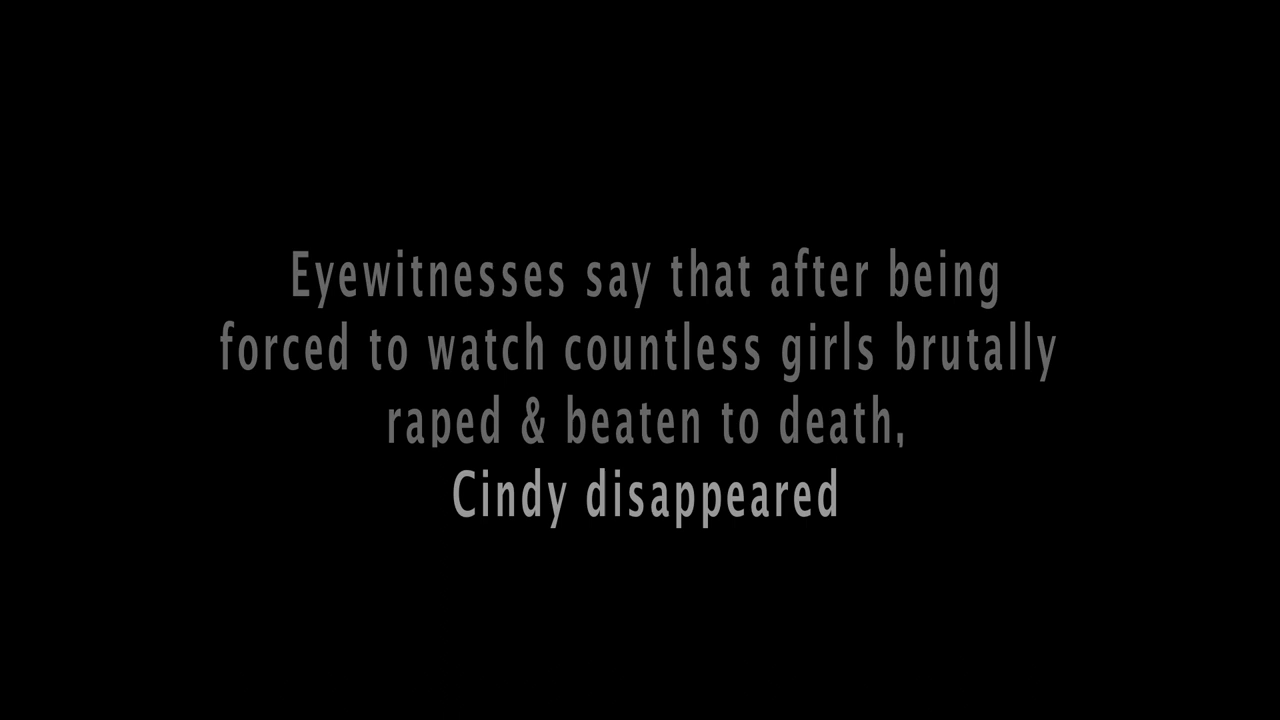 Eyewitnesses say that after being
forced to watch countless girls brutally
raped & beaten to death,
Cindy disappeared